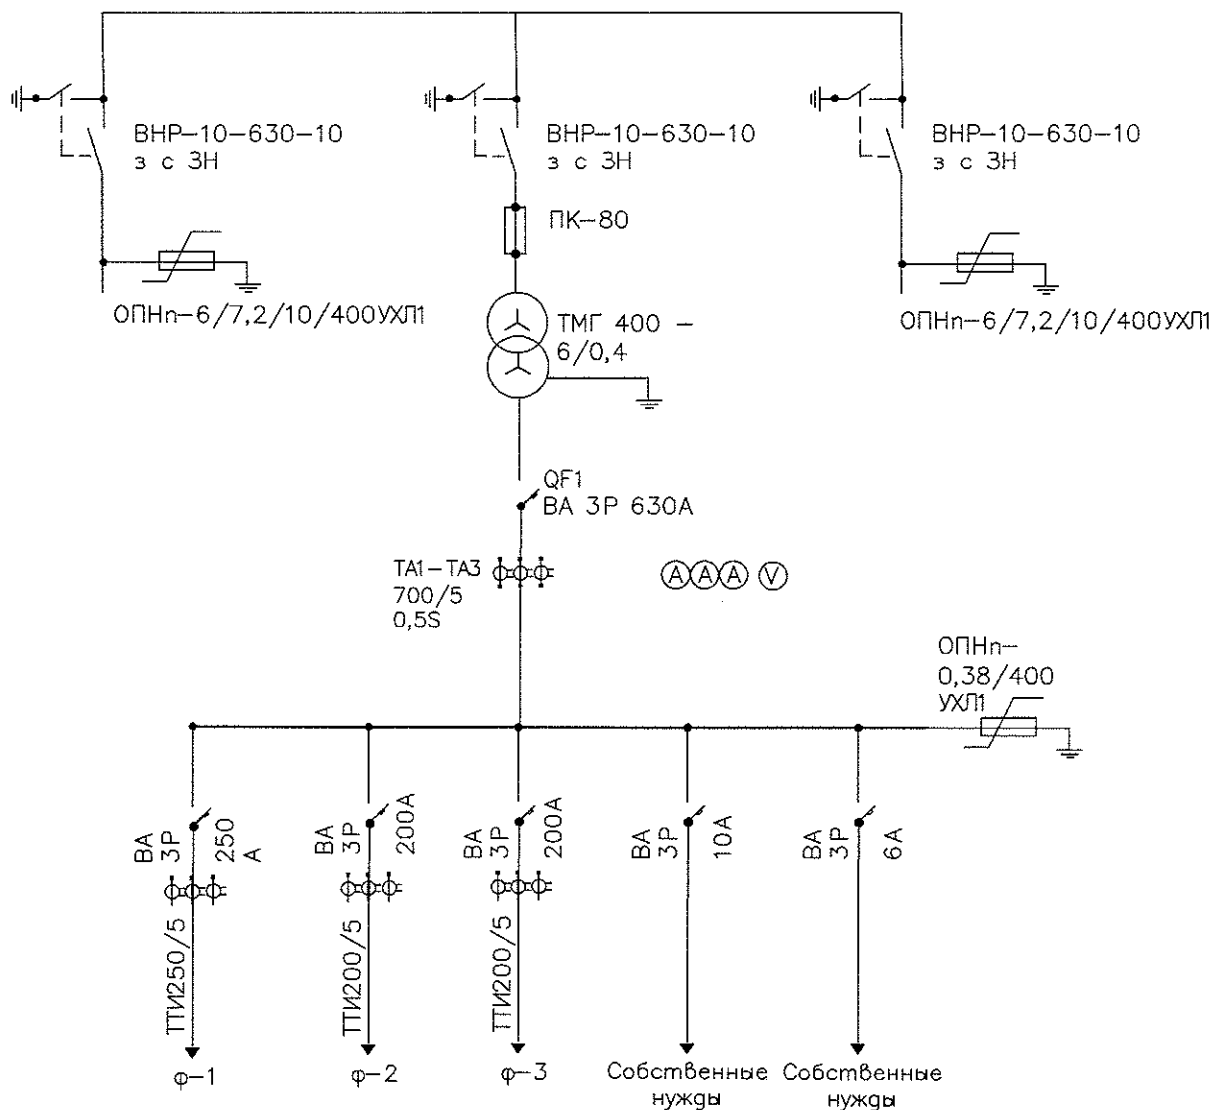 ВНР-10-630-10
з с ЗН
ВНР-10-630-10
з с ЗН
ВНР-10-630-10
з с ЗН
ПК-80
ОПНп-6/7,2/10/400УХЛ1
ТМГ 400 -
6/0,4
ОПНп-6/7,2/10/400УХЛ1
QF1
ВА 3Р 630А
ТА1-ТА3
700/5
0,5S
А А А V
ОПНп-
0,38/400
УХЛ1
ВА
3Р
250
А
ВА
3Р
200А
ВА
3Р
200А
ВА
3Р
10А
ВА
3Р
6А
ТТИ250/5
ТТИ200/5
ТТИ200/5
ф-1
ф-2
ф-3
Собственные
нужды
Собственные
нужды